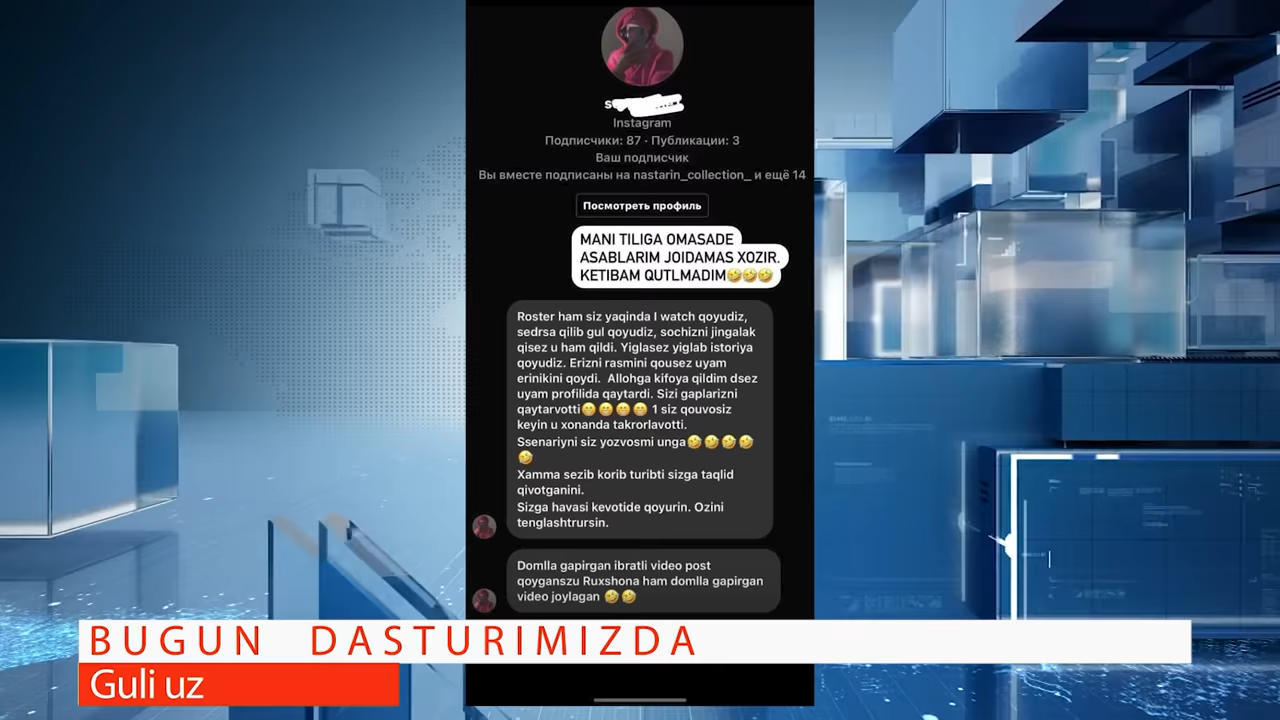 Instagram
Подписчики: 87 · Публикации: 3
Ваш подписчик
Вы вместе подписаны на nastarin_collection_ и ещё 14
Посмотреть профиль
MANI TILIGA OMASADE
ASABLARIM JOIDAMAS XOZIR.
KETIBAM QUTLMADIM🤣🤣🤣
Roster ham siz yaqinda I watch qoyudiz,
sedrsa qilib gul qoyudiz, sochizni jingalak
qisez u ham qildi. Yiglasez yiglab istoriya
qoyudiz. Erizni rasmini qousez uyam
erinikini qoydi.  Allohga kifoya qildim dsez
uyam profilida qaytardi. Sizi gaplarizni
qaytarvotti😁😁😁😁 1 siz qouvosiz
keyin u xonanda takrorlavotti.
Ssenariyni siz yozvosmi unga🤣🤣🤣🤣
🤣
Xamma sezib korib turibti sizga taqlid
qivotganini.
Sizga havasi kevotide qoyurin. Ozini
tenglashtrursin.
Domlla gapirgan ibratli video post
qoyganszu Ruxshona ham domlla gapirgan
video joylagan 🤣🤣
BUGUN DASTURIMIZDA
Guli uz